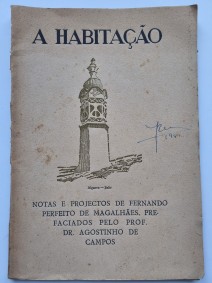 A HABITAÇÃO
NOTAS E PROJECTOS DE FERNANDO
PERFEITO DE MAGALHÃES, PRE-
FACIADOS PELO PROF.
DR. AGOSTINHO DE
CAMPOS